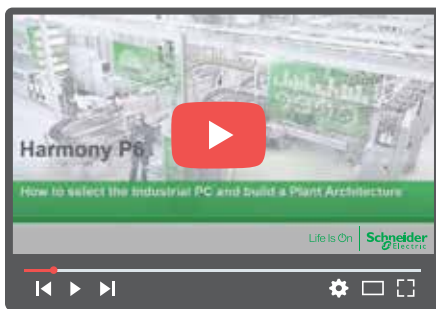 Harmony P6
How to select the Industrial PC and build a Plant Architecture
Life Is On
Schneider
Electric